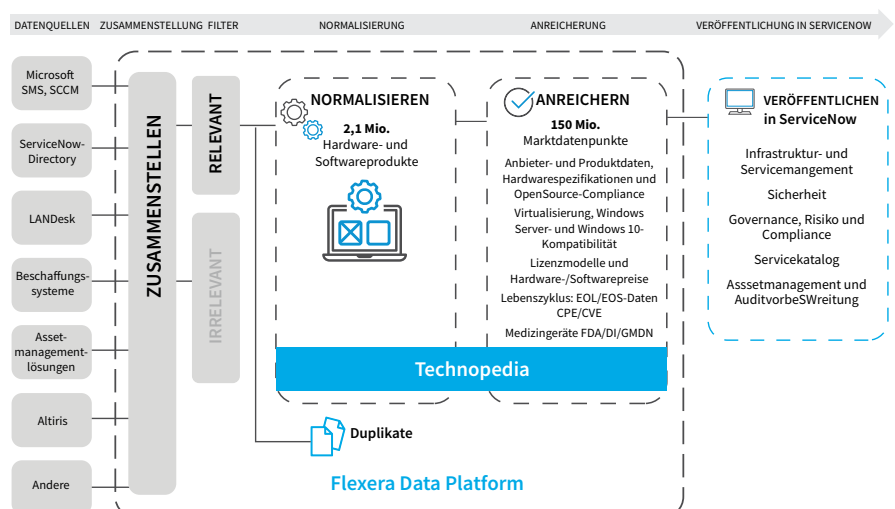 DATENQUELLEN
ZUSAMMENSTELLUNG
FILTER
NORMALISIERUNG
ANREICHERUNG
VERÖFFENTLICHUNG IN SERVICENOW
Microsoft
SMS, SCCM
ServiceNow-
Directory
LANDesk
Beschaffungs-
systeme
Asset-
management-
lösungen
Altiris
Andere
ZUSAMMENSTELLEN
RELEVANT
IRRELEVANT
NORMALISIEREN
2,1 Mio.
Hardware- und
Softwareprodukte
ANREICHERN
150 Mio.
Marktdatenpunkte
Anbieter- und Produktdaten,
Hardwarespezifikationen und
OpenSource-Compliance
Virtualisierung, Windows
Server- und Windows 10-
Kompatibilität
Lizenzmodelle und
Hardware-/Softwarepreise
Lebenszyklus: EOL/EOS-Daten
CPE/CVE
Medizingeräte FDA/DI/GMDN
Technopedia
Duplikate
Flexera Data Platform
VERÖFFENTLICHEN
in ServiceNow
Infrastruktur- und
Servicemangement
Sicherheit
Governance, Risiko und
Compliance
Servicekatalog
Asssetmanagement und
AuditvorbeSWreitung